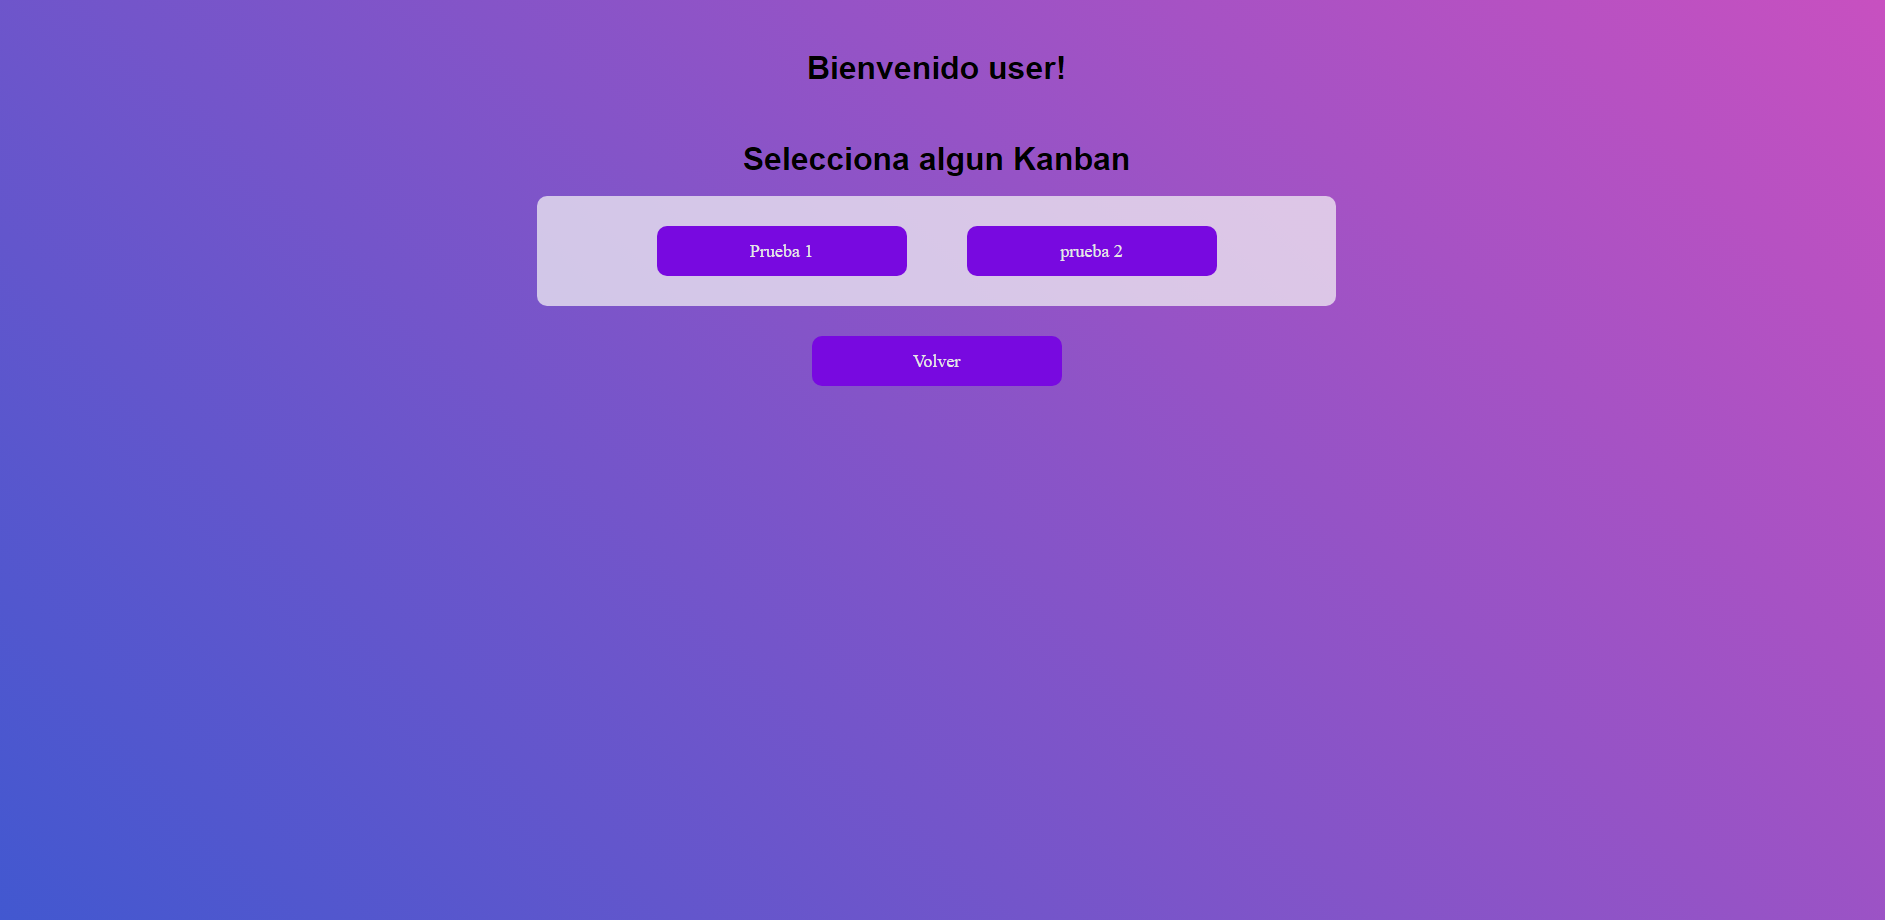 Bienvenido user!
Selecciona algun Kanban
Prueba 1
prueba 2
Volver